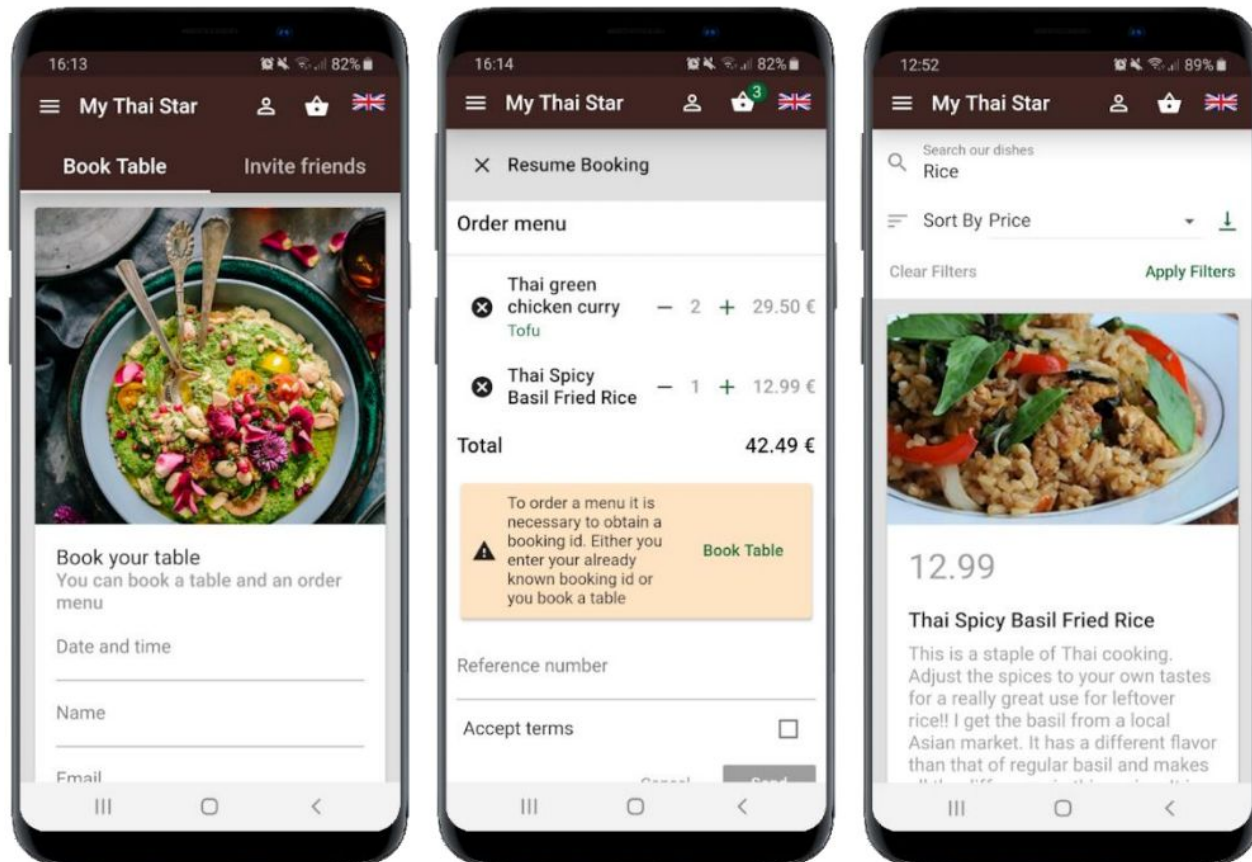 16:13
82%
My Thai Star
Book Table
Invite friends
Book your table
You can book a table and an order
menu
Date and time
Name
Email
16:14
82%
My Thai Star
3
Resume Booking
Order menu
Thai green
chicken curry
Tofu
2
29.50 €
Thai Spicy
Basil Fried Rice
1
12.99 €
Total
42.49 €
To order a menu it is
necessary to obtain a
booking id. Either you
enter your already
known booking id or
you book a table
Book Table
Reference number
Accept terms
Cancel
Send
12:52
89%
My Thai Star
Search our dishes
Rice
Sort By Price
Clear Filters
Apply Filters
12.99
Thai Spicy Basil Fried Rice
This is a staple of Thai cooking.
Adjust the spices to your own tastes
for a really great use for leftover
rice!! I get the basil from a local
Asian market. It has a different flavor
than that of regular basil and makes